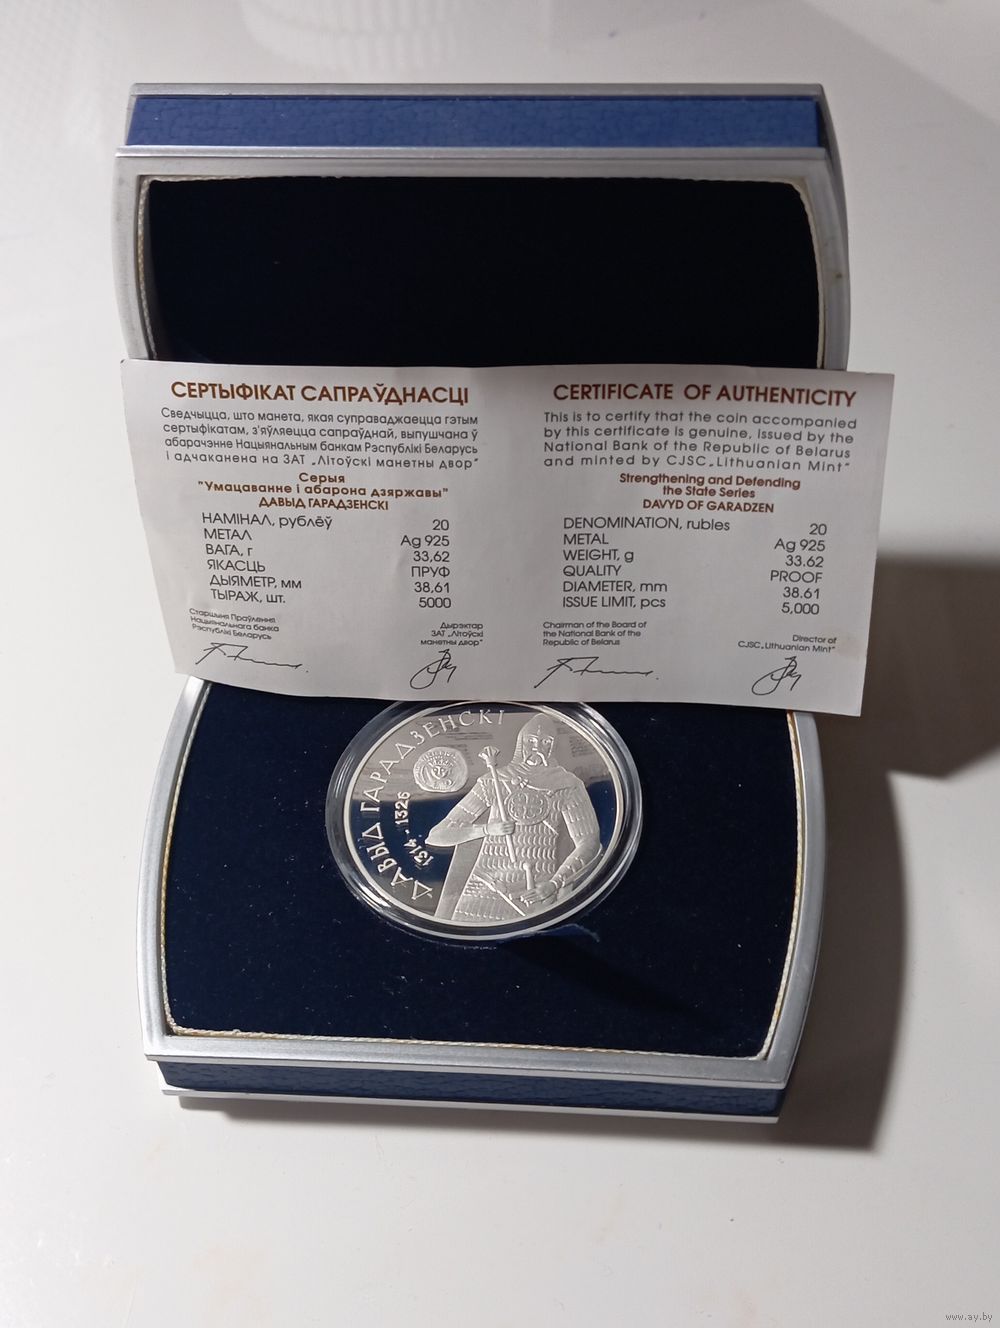 СЕРТЫФІКАТ САПРАЎДНАСЦІ
Сведчыцца, што манета, якая суправаджаецца гэтым
сертыфікатам, з'яўляецца сапраўднай, выпушчана ў
абарачэнне Нацыянальным банкам Рэспублікі Беларусь
і адчаканена на ЗАТ „Літоўскі манетны двор"
Серыя
"Умацаванне і абарона дзяржавы"
ДАВЫД ГАРАДЗЕНСКІ
НАМІНАЛ, рублёў 20
МЕТАЛ Ag 925
ВАГА, г 33,62
ЯКАСЦЬ ПРУФ
ДЫЯМЕТР, мм 38,61
ТЫРАЖ, шт. 5000
Старшыня Праўлення
Нацыянальнага банка
Рэспублікі Беларусь
Дырэктар
ЗАТ „Літоўскі
манетны двор"
CERTIFICATE OF AUTHENTICITY
This is to certify that the coin accompanied
by this certificate is genuine, issued by the
National Bank of the Republic of Belarus
and minted by CJSC „Lithuanian Mint"
Strengthening and Defending
the State Series
DAVYD OF GARADZEN
DENOMINATION, rubles 20
METAL Ag 925
WEIGHT, g 33.62
QUALITY PROOF
DIAMETER, mm 38.61
ISSUE LIMIT, pcs 5,000
Chairman of the Board of
the National Bank of the
Republic of Belarus
Director of
CJSC „Lithuanian Mint"
ДАВЫД ГАРАДЗЕНСКІ
1314-1326
www.ay.by